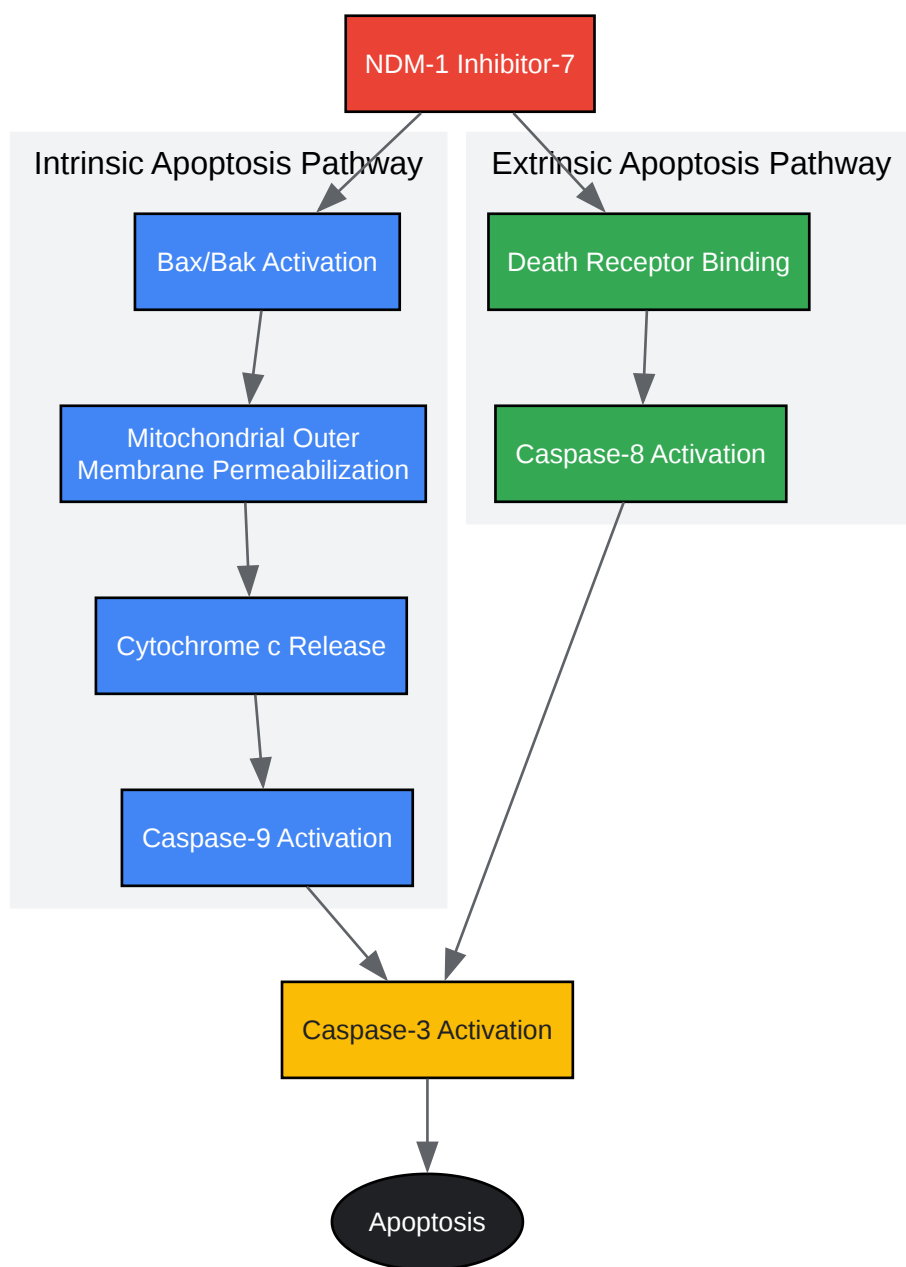 NDM-1 Inhibitor-7
Intrinsic Apoptosis Pathway
Extrinsic Apoptosis Pathway
Bax/Bak Activation
Death Receptor Binding
Mitochondrial Outer
Membrane Permeabilization
Caspase-8 Activation
Cytochrome c Release
Caspase-9 Activation
Caspase-3 Activation
Apoptosis